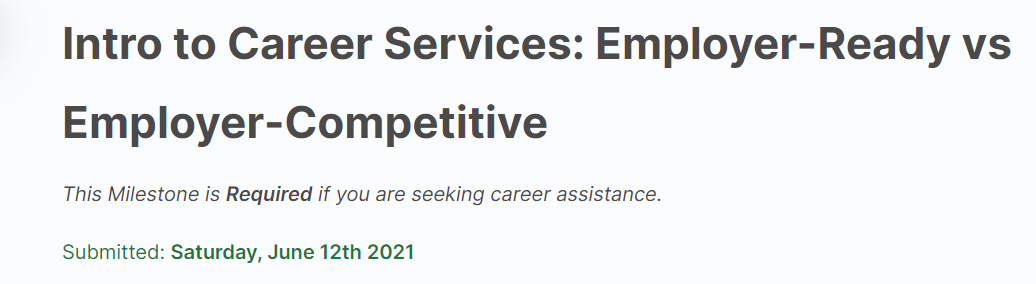 Intro to Career Services: Employer-Ready vs
Employer-Competitive
This Milestone is Required if you are seeking career assistance.
Submitted: Saturday, June 12th 2021